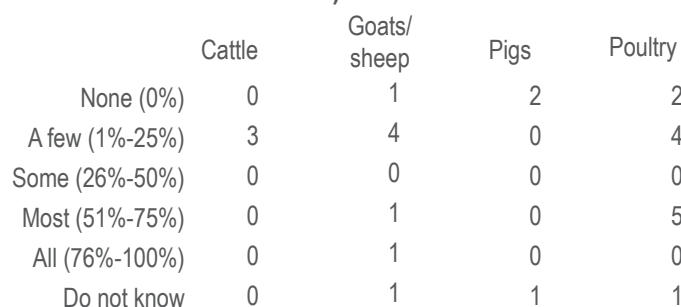 Cattle Goats/ sheep Pigs Poultry
None (0%) 0 1 2 2
A few (1%-25%) 3 4 0 4
Some (26%-50%) 0 0 0 0
Most (51%-75%) 0 1 0 5
All (76%-100%) 0 1 0 0
Do not know 0 1 1 1